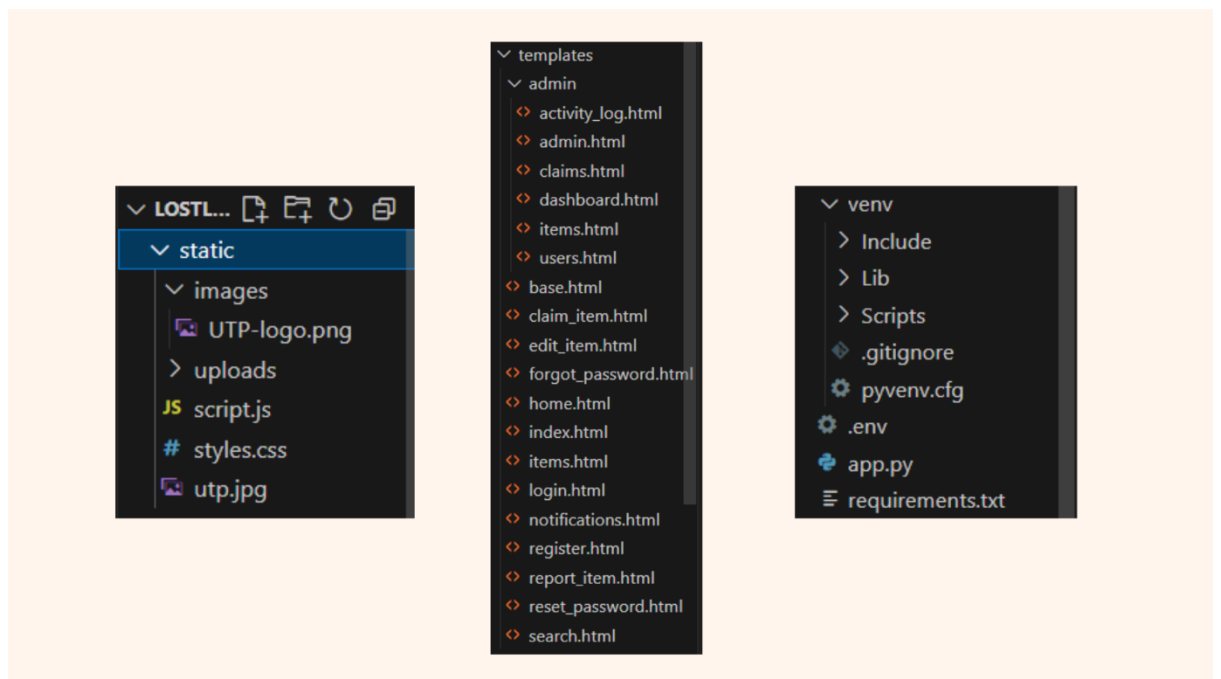 LOSTL...
static
images
UTP-logo.png
uploads
JS script.js
# styles.css
utp.jpg
templates
admin
<> activity_log.html
<> admin.html
<> claims.html
<> dashboard.html
<> items.html
<> users.html
<> base.html
<> claim_item.html
<> edit_item.html
<> forgot_password.html
<> home.html
<> index.html
<> items.html
<> login.html
<> notifications.html
<> register.html
<> report_item.html
<> reset_password.html
<> search.html
venv
Include
Lib
Scripts
.gitignore
pyvenv.cfg
.env
app.py
requirements.txt